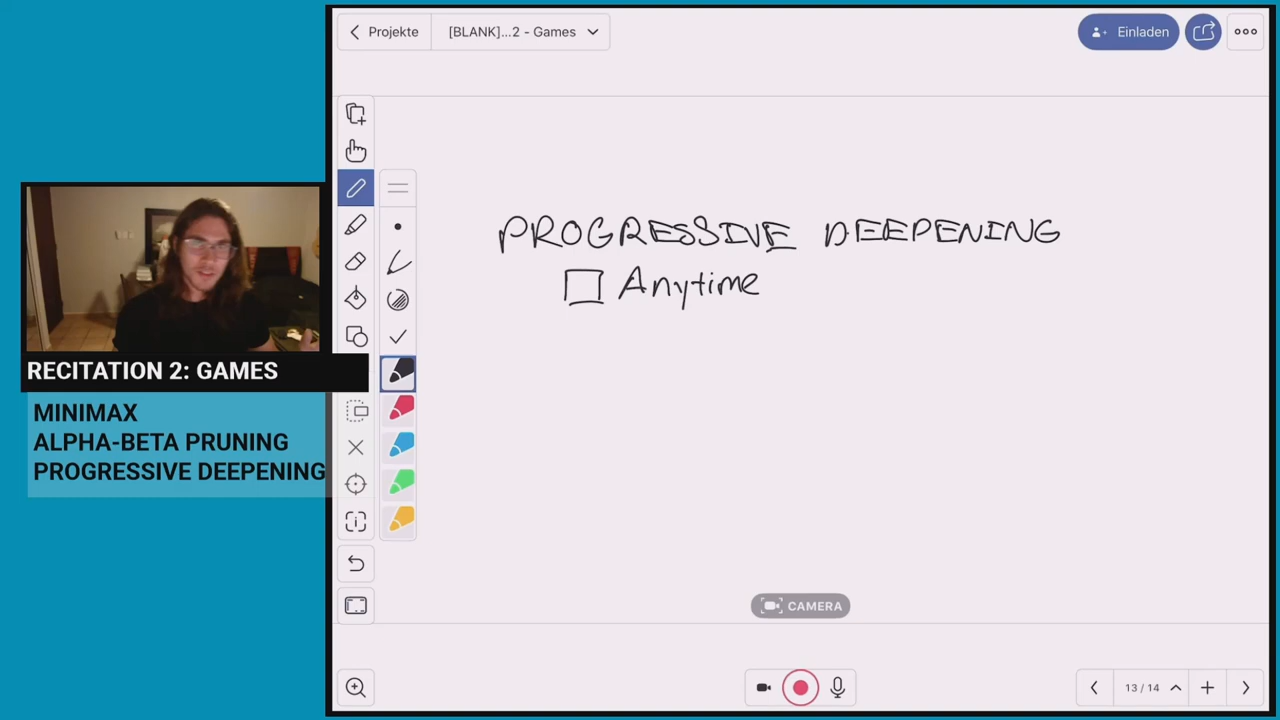 Projekte
[BLANK]...2 - Games
Einladen
PROGRESSIVE DEEPENING
Anytime
RECITATION 2: GAMES
MINIMAX
ALPHA-BETA PRUNING
PROGRESSIVE DEEPENING
CAMERA
13 / 14